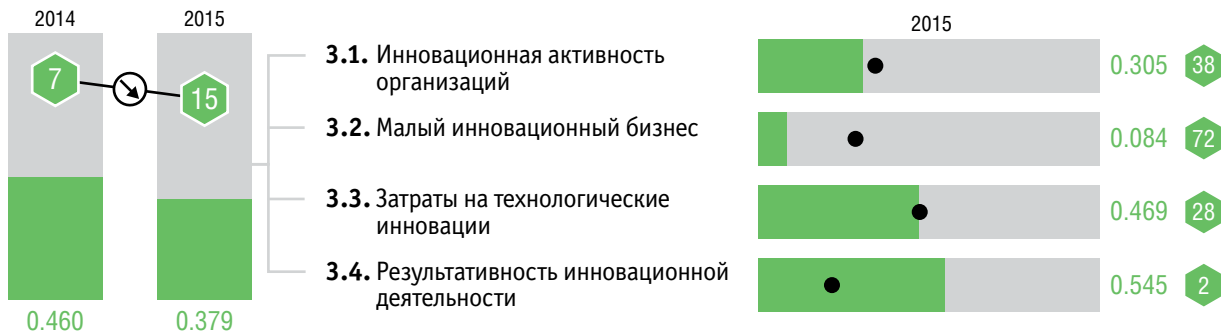 2014
2015
7
15
0.460
0.379
2015
3.1. Инновационная активность
организаций
0.305
38
3.2. Малый инновационный бизнес
0.084
72
3.3. Затраты на технологические
инновации
0.469
28
3.4. Результативность инновационной
деятельности
0.545
2